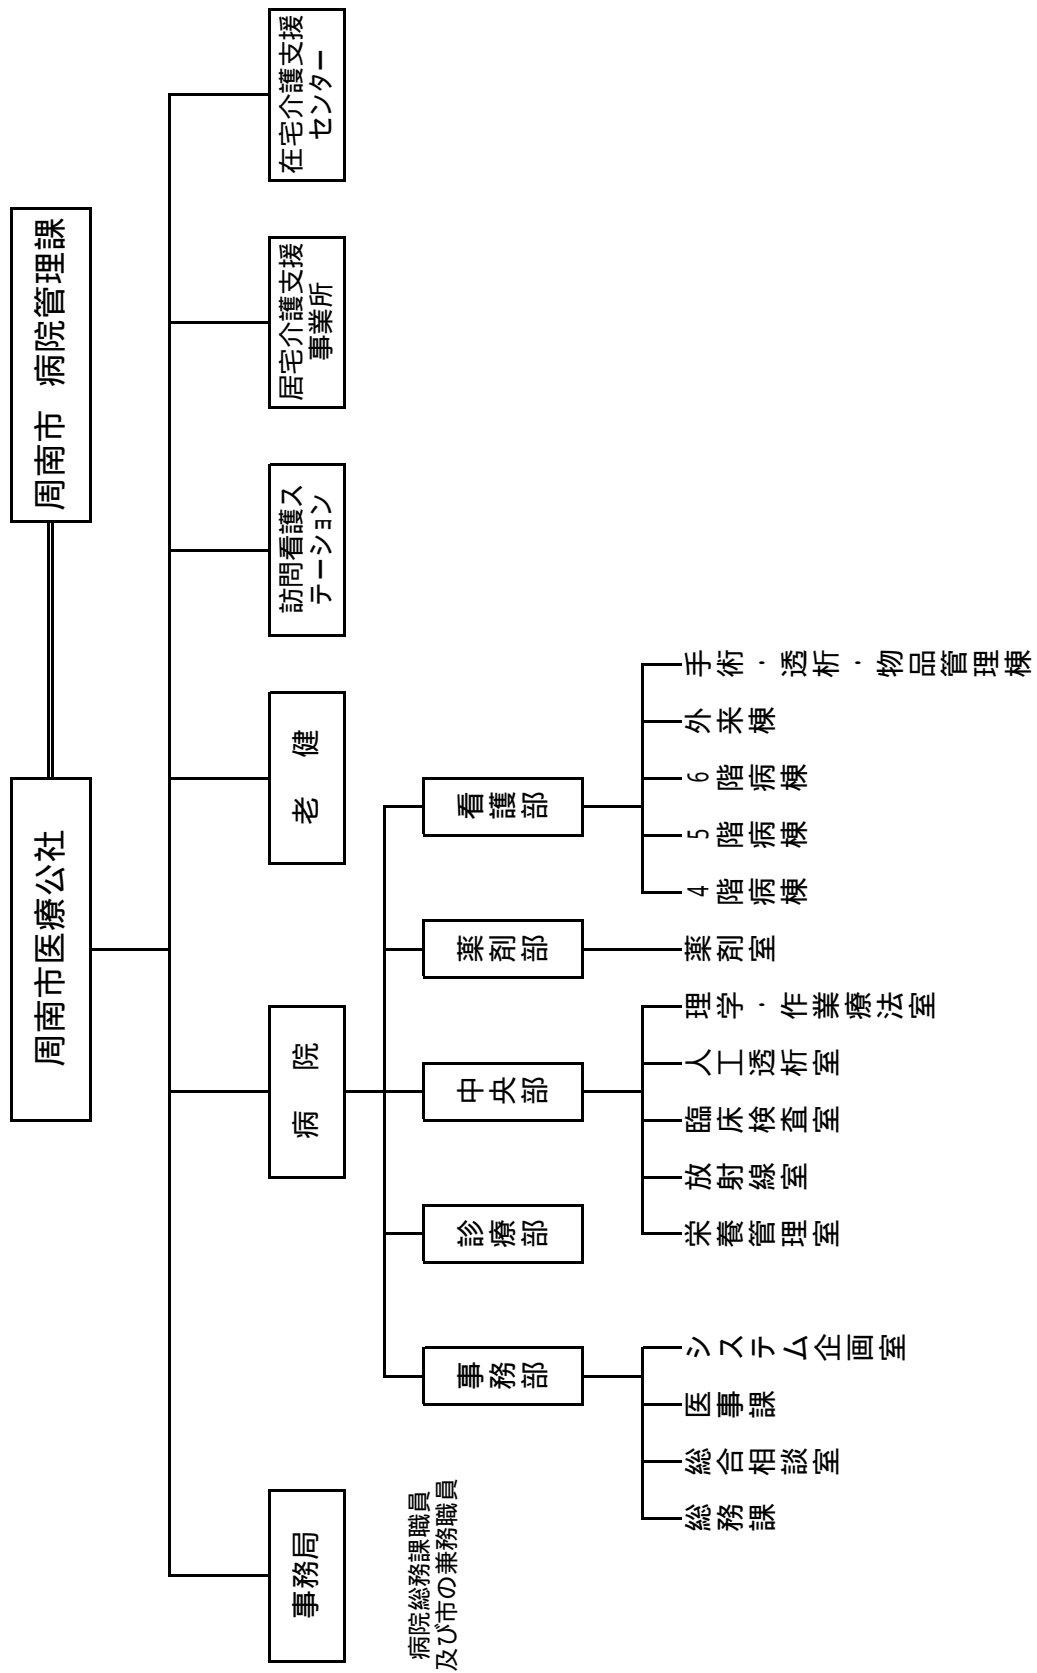 周南市医療公社
周南市 病院管理課
事務局
病院
老健
訪問看護ス
テーション
居宅介護支援
事業所
在宅介護支援
センター
病院総務課職員
及び市の兼務職員
事務部
診療部
中央部
薬剤部
看護部
総務課
総合相談室
医事課
システム企画室
栄養管理室
放射線室
臨床検査室
人工透析室
理学・作業療法室
薬剤室
4階病棟
5階病棟
6階病棟
外来棟
手術・透析・物品管理棟